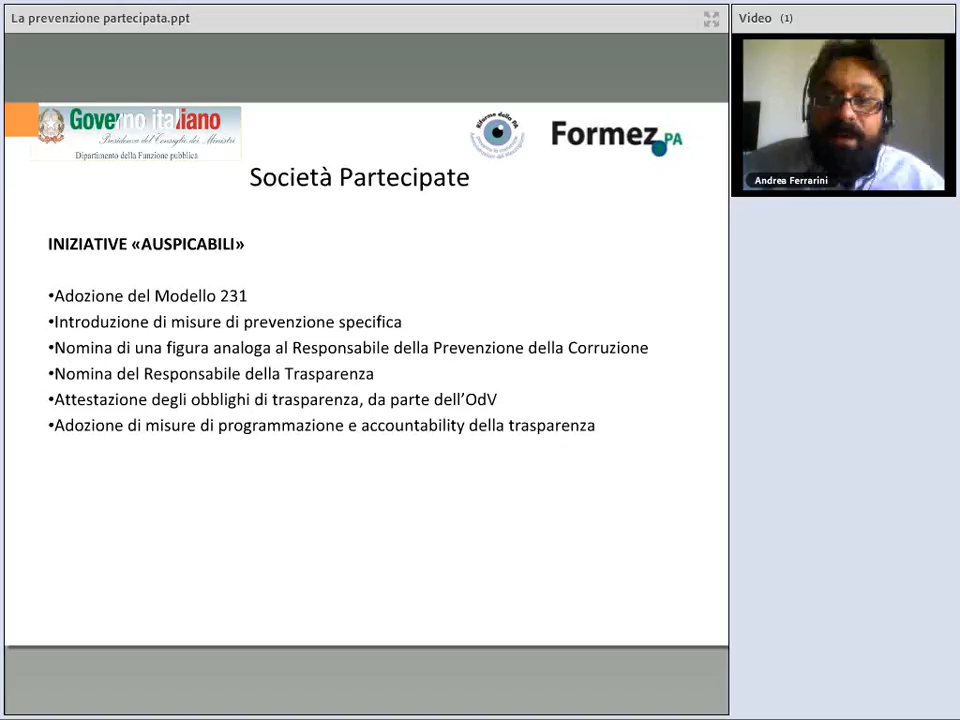 La prevenzione partecipata.ppt
Video (1)
Governo italiano
Presidenza del Consiglio dei Ministri
Dipartimento della Funzione pubblica
Riforme della PA
Formez PA
Andrea Ferrarini
Società Partecipate
INIZIATIVE «AUSPICABILI»
•Adozione del Modello 231
•Introduzione di misure di prevenzione specifica
•Nomina di una figura analoga al Responsabile della Prevenzione della Corruzione
•Nomina del Responsabile della Trasparenza
•Attestazione degli obblighi di trasparenza, da parte dell’OdV
•Adozione di misure di programmazione e accountability della trasparenza